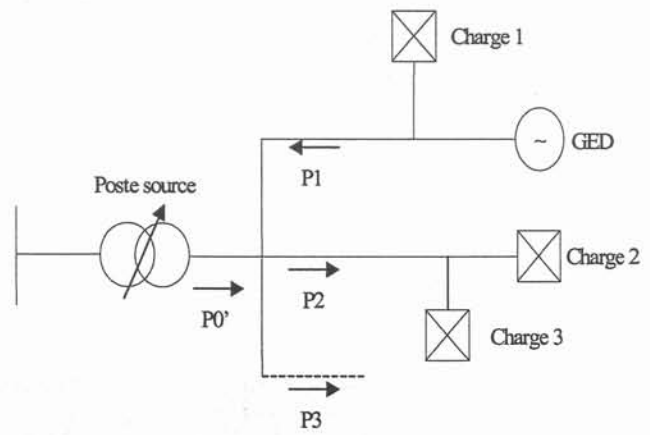 Charge 1
~
GED
P1
Poste source
P0'
P2
Charge 2
Charge 3
P3